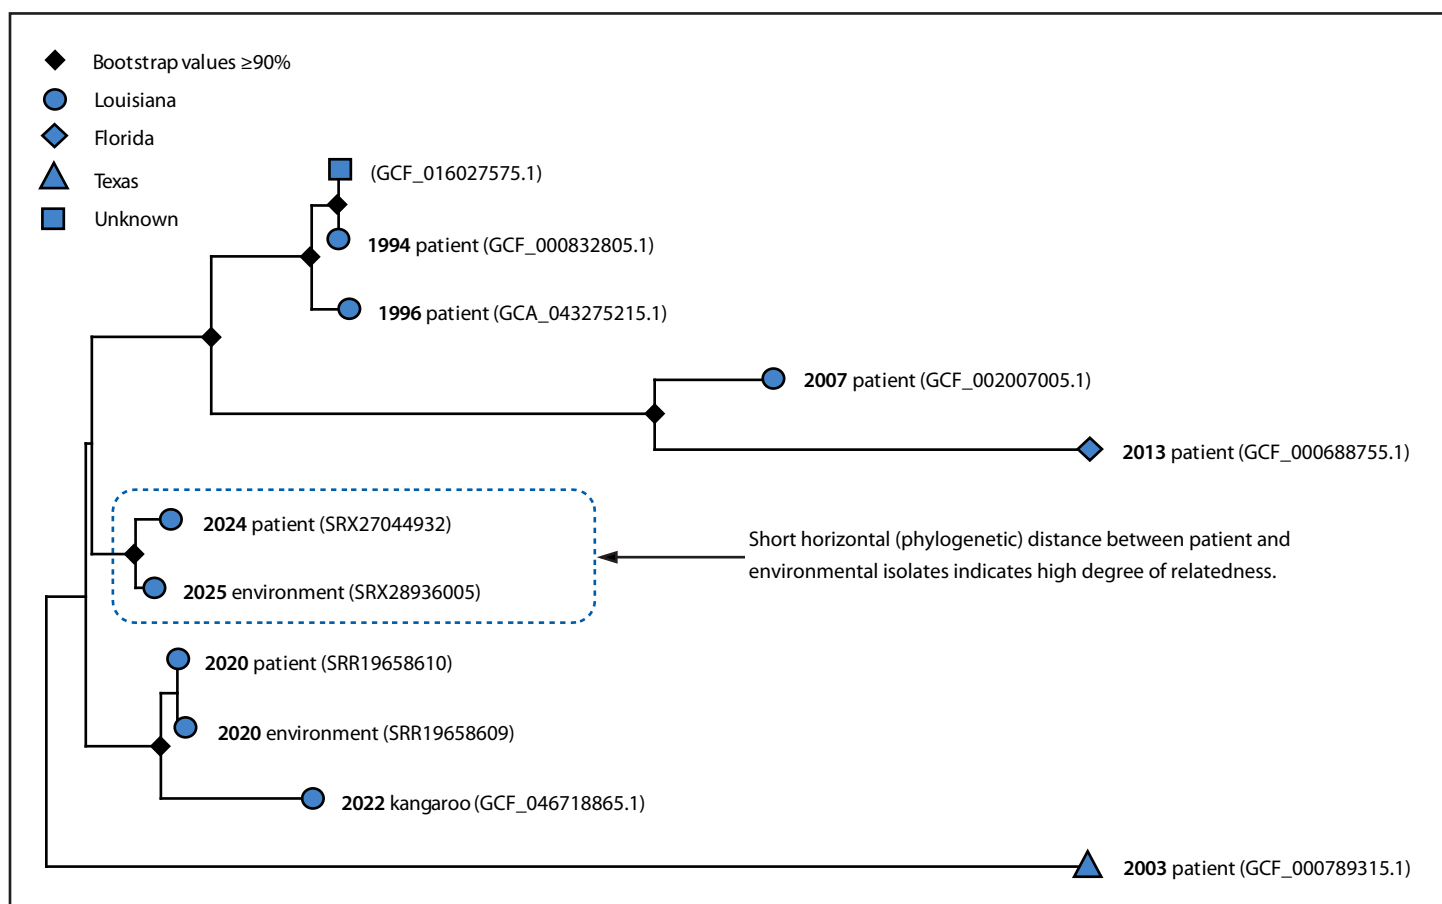 Bootstrap values ≥90%
Louisiana
Florida
Texas
Unknown
(GCF_016027575.1)
1994 patient (GCF_000832805.1)
1996 patient (GCA_043275215.1)
2007 patient (GCF_002007005.1)
2013 patient (GCF_000688755.1)
2024 patient (SRX27044932)
2025 environment (SRX28936005)
Short horizontal (phylogenetic) distance between patient and
environmental isolates indicates high degree of relatedness.
2020 patient (SRR19658610)
2020 environment (SRR19658609)
2022 kangaroo (GCF_046718865.1)
2003 patient (GCF_000789315.1)